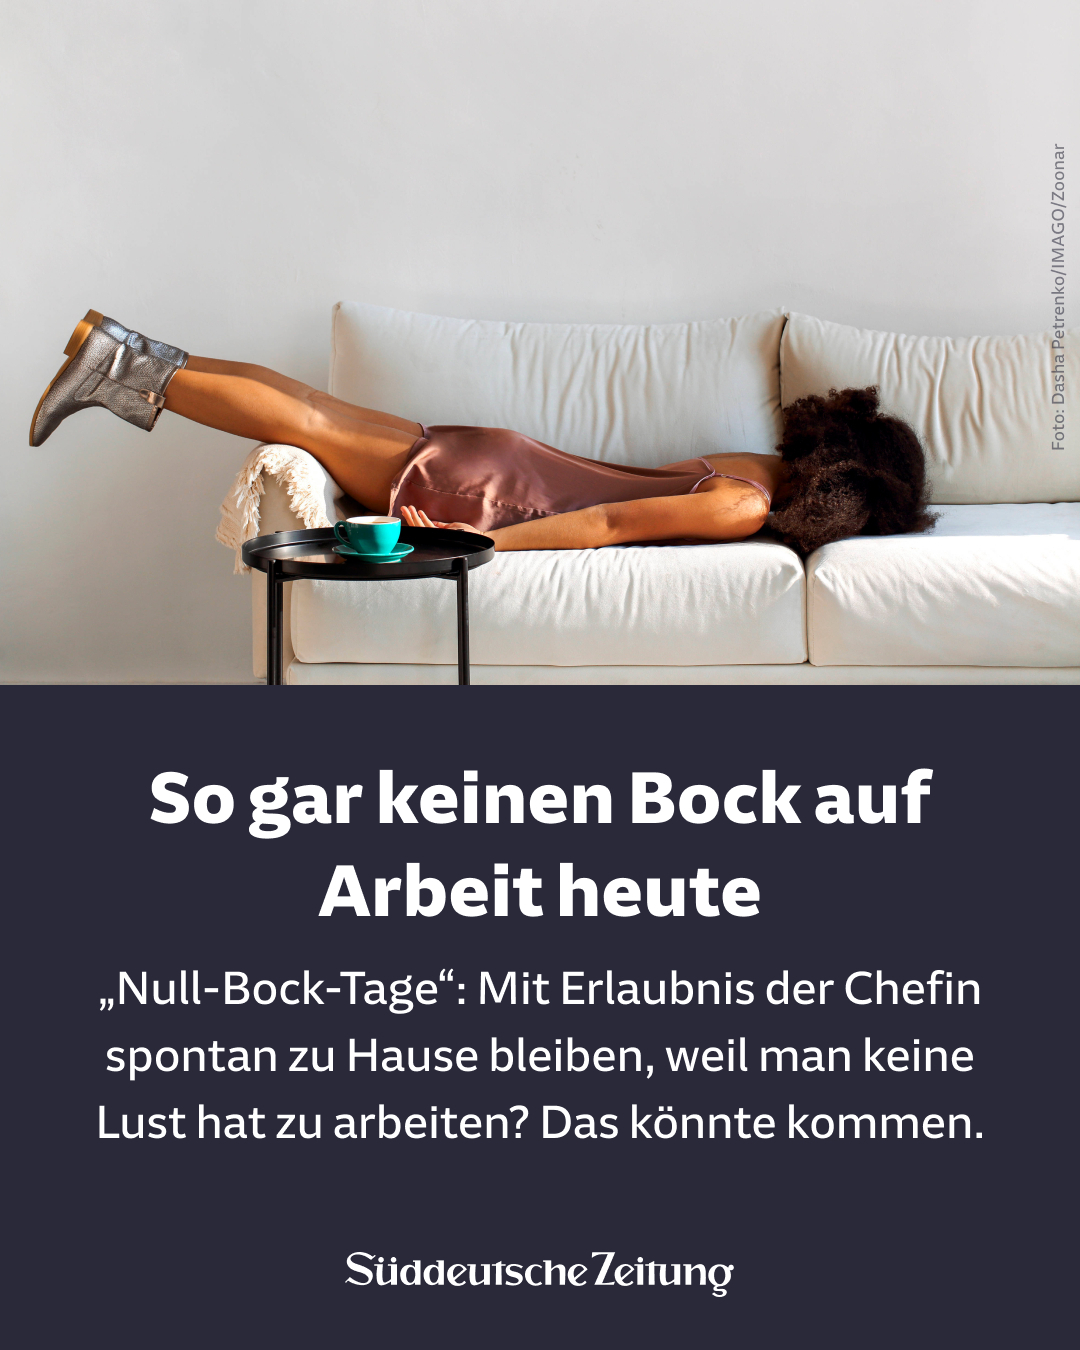 Foto: Dasha Petrenko/IMAGO/Zoonar
So gar keinen Bock auf
Arbeit heute
„Null-Bock-Tage“: Mit Erlaubnis der Chefin
spontan zu Hause bleiben, weil man keine
Lust hat zu arbeiten? Das könnte kommen.
Süddeutsche Zeitung